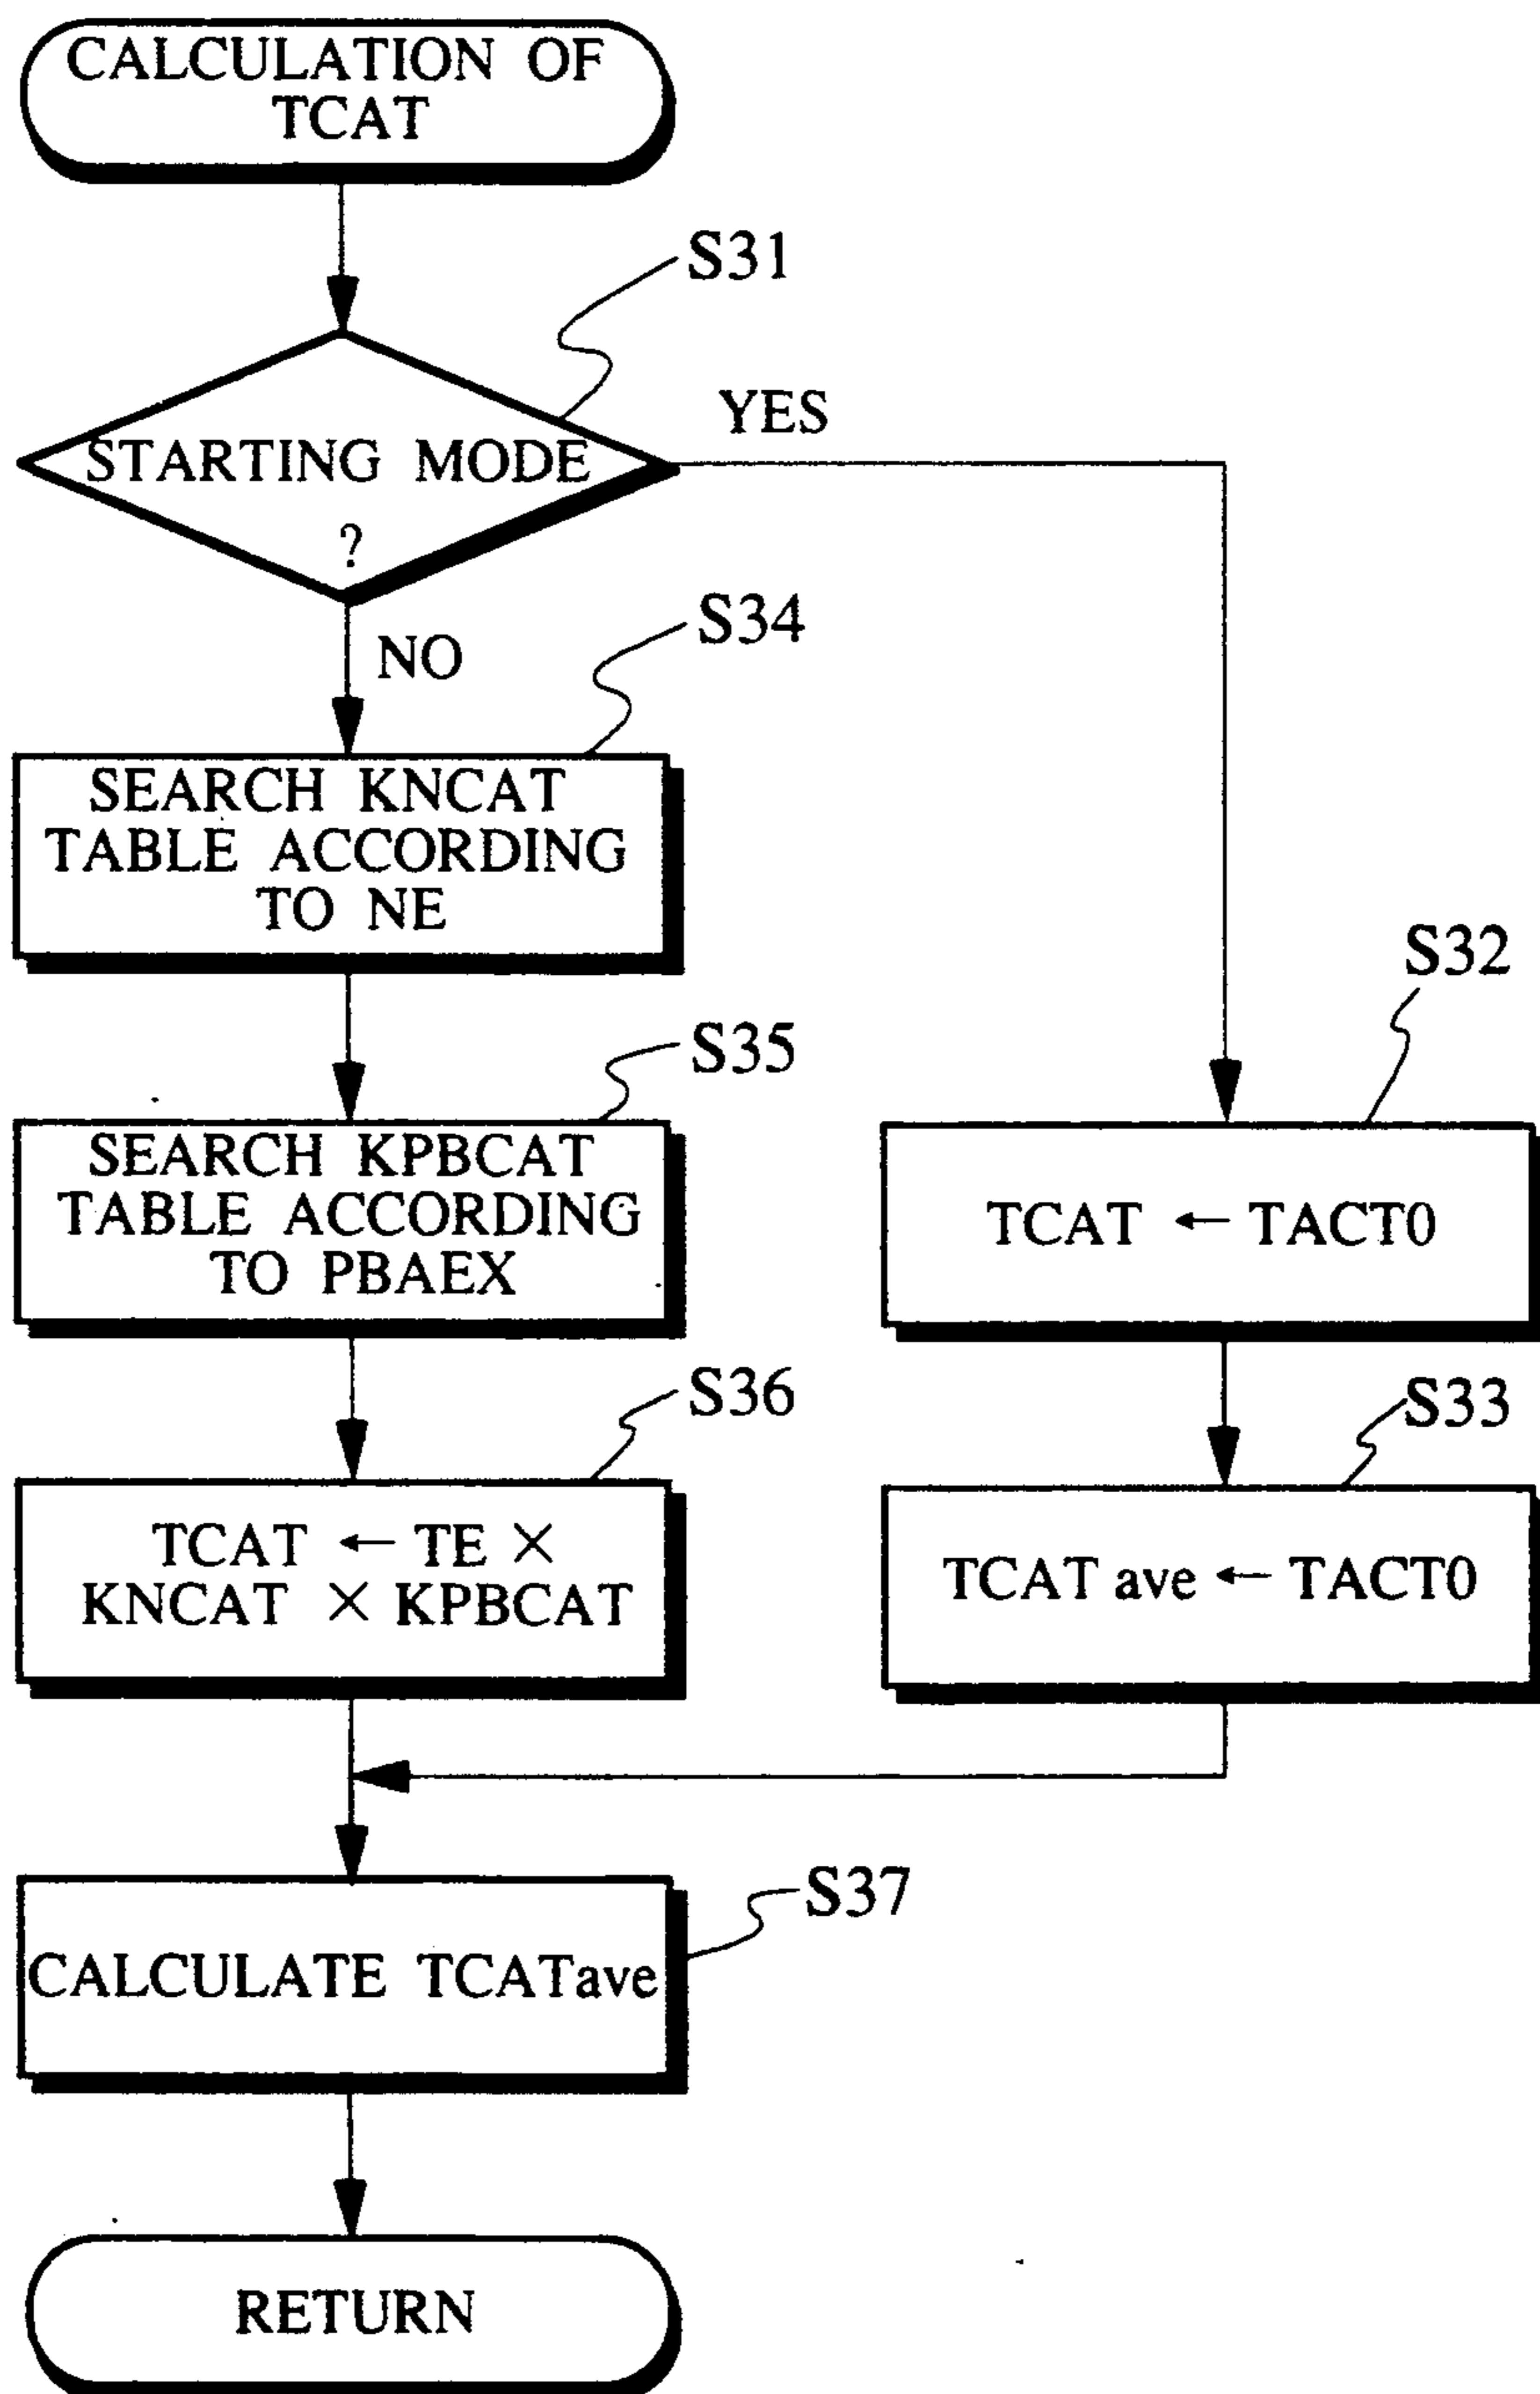 CALCULATION OF
TCAT
S31
YES
STARTING MODE
?
S34
NO
SEARCH KNCAT
TABLE ACCORDING
TO NE
S32
S35
SEARCH KPBCAT
TABLE ACCORDING
TO PBAEX
TCAT ← TACT0
S36
S33
TCAT ← TE ×
KNCAT × KPBCAT
TCAT ave ← TACT0
S37
CALCULATE TCATave
RETURN